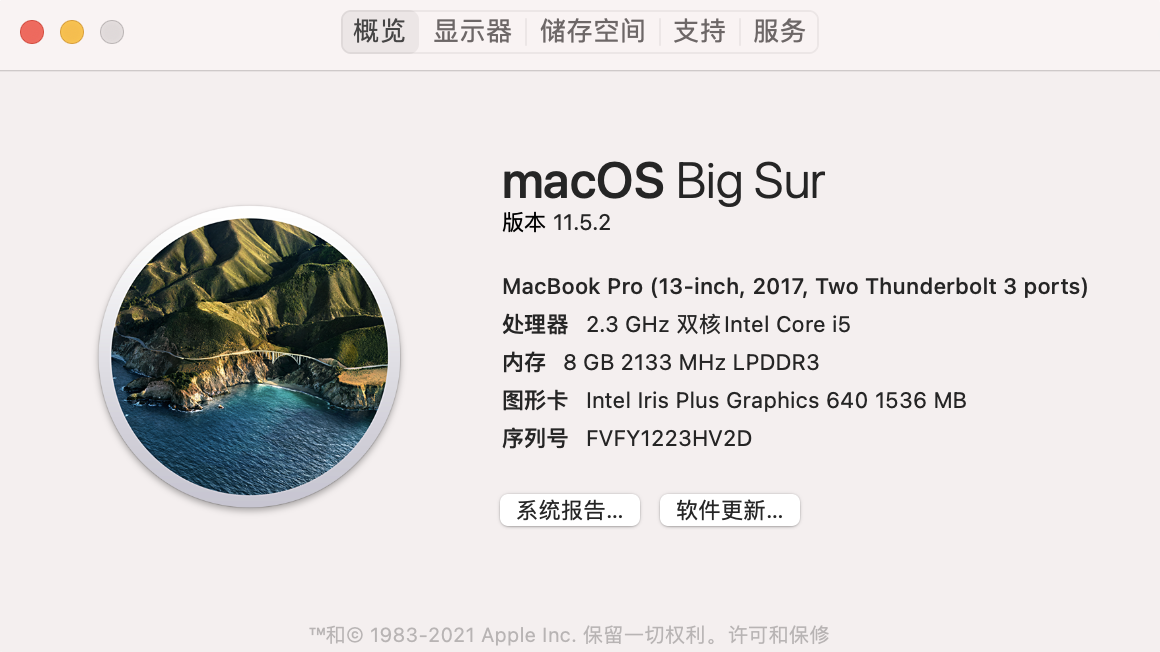 概览 显示器 储存空间 支持 服务
macOS Big Sur
版本 11.5.2
MacBook Pro (13-inch, 2017, Two Thunderbolt 3 ports)
处理器 2.3 GHz 双核Intel Core i5
内存 8 GB 2133 MHz LPDDR3
图形卡 Intel Iris Plus Graphics 640 1536 MB
序列号 FVFY1223HV2D
系统报告... 软件更新...
™和© 1983-2021 Apple Inc. 保留一切权利。许可和保修